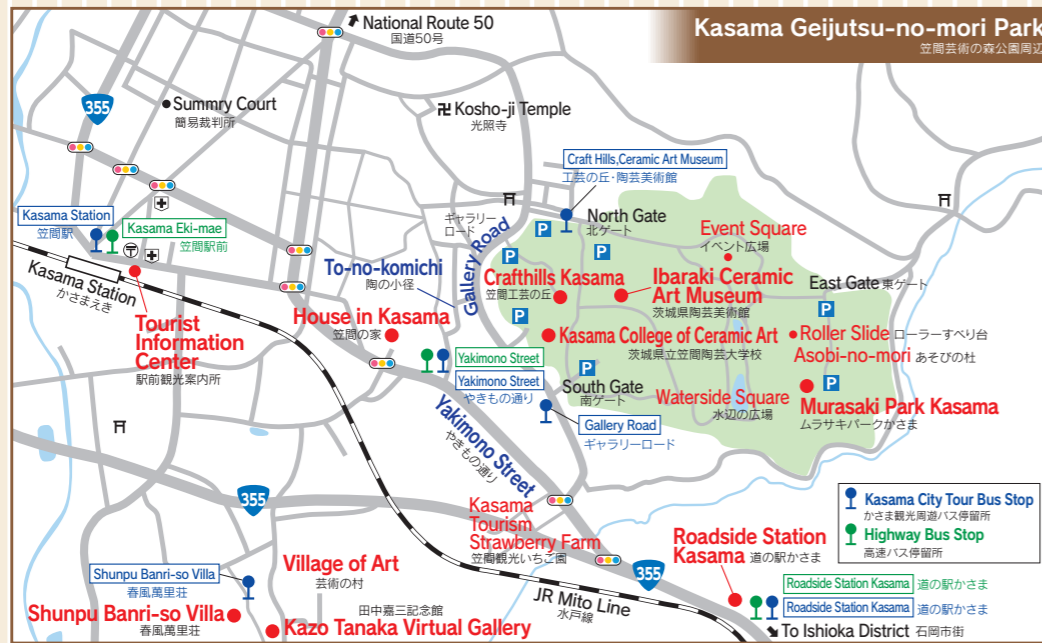 Kasama Geijutsu-no-mori Park
笠間芸術の森公園周辺
National Route 50
国道50号
355
Summry Court
簡易裁判所
卍 Kosho-ji Temple
光照寺
Craft Hills,Ceramic Art Museum
工芸の丘・陶芸美術館
Kasama Station
笠間駅
Kasama Eki-mae
笠間駅前
ギャラリー
ロード
Gallery Road
North Gate
北ゲート
Event Square
イベント広場
P
P
P
To-no-komichi
陶の小径
Kasama Station
かさまえき
Crafthills Kasama
笠間工芸の丘
Ibaraki Ceramic
Art Museum
茨城県陶芸美術館
East Gate 東ゲート
Tourist
Information
Center
駅前観光案内所
House in Kasama
笠間の家
P
Kasama College of Ceramic Art
茨城県立笠間陶芸大学校
Roller Slide ローラーすべり台
Asobi-no-mori あそびの杜
Yakimono Street
Yakimono Street
やきもの通り
P
South Gate
南ゲート
Waterside Square
水辺の広場
P
Murasaki Park Kasama
ムラサキパークかさま
Gallery Road
ギャラリーロード
Yakimono Street
やきもの通り
355
Kasama
Tourism
Strawberry Farm
笠間観光いちご園
Kasama City Tour Bus Stop
かさま観光周遊バス停留所
Highway Bus Stop
高速バス停留所
Roadside Station
Kasama 道の駅かさま
355
Roadside Station Kasama 道の駅かさま
Roadside Station Kasama 道の駅かさま
To Ishioka District 石岡市街
JR Mito Line
水戸線
Village of Art
芸術の村
Shunpu Banri-so Villa
春風萬里荘
Shunpu Banri-so Villa
春風萬里荘
田中嘉三記念館
Kazo Tanaka Virtual Gallery